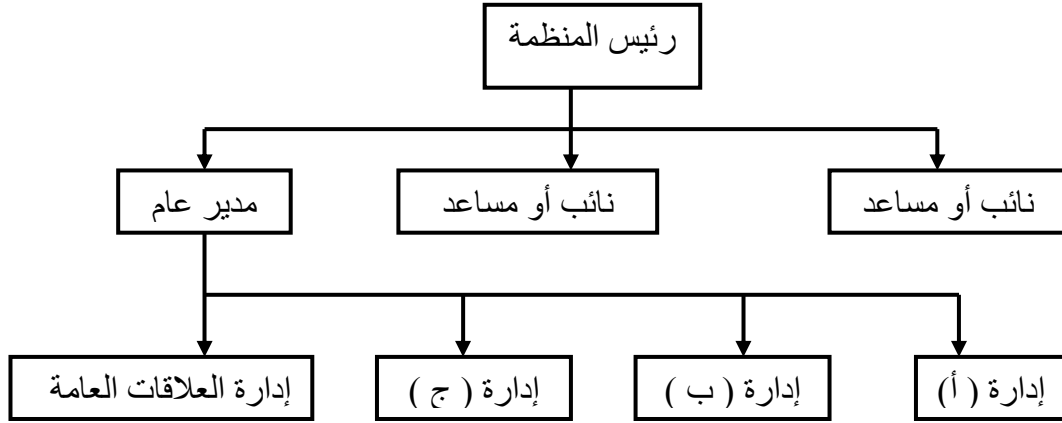 رئيس المنظمة
نائب أو مساعد
نائب أو مساعد
مدير عام
إدارة ( أ)
إدارة ( ب )
إدارة ( ج )
إدارة العلاقات العامة